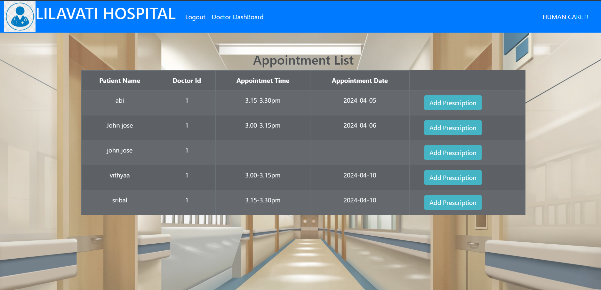 LILAVATI HOSPITAL Logout Doctor DashBoard HUMAN CARE!!
Appointment List
Patient Name Doctor Id Appointmet Time Appointment Date
abi 1 3.15-3.30pm 2024-04-05 Add Prescription
John jose 1 3.00-3.15pm 2024-04-06 Add Prescription
john jose 1 Add Prescription
vithyaa 1 3.00-3.15pm 2024-04-10 Add Prescription
sribal 1 3.15-3.30pm 2024-04-10 Add Prescription